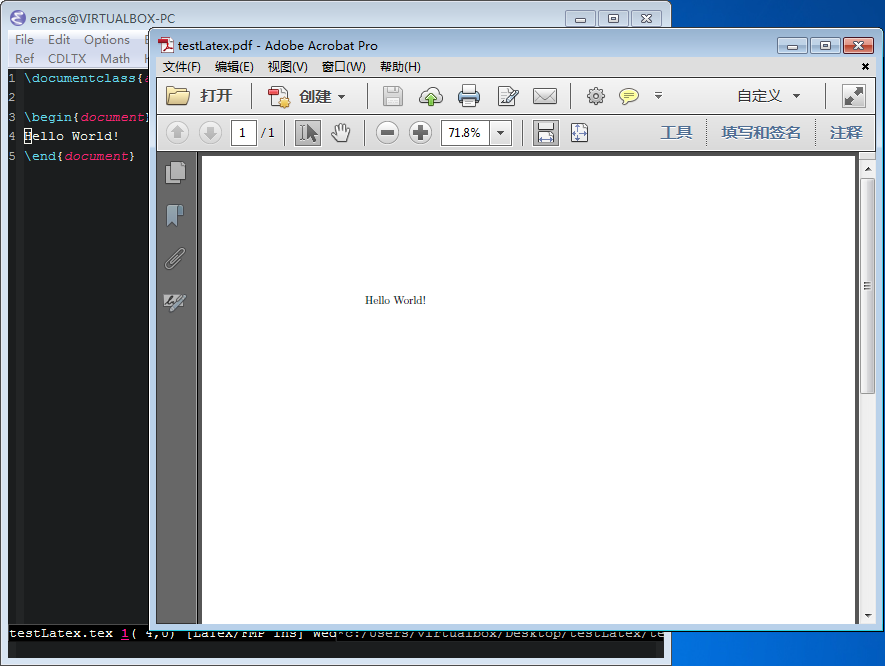 emacs@VIRTUALBOX-PC
File Edit Options
Ref CDLTX Math
1 \documentclass{
2
3 \begin{document}
4 Hello World!
5 \end{document}
testLatex.pdf - Adobe Acrobat Pro
文件(F) 编辑(E) 视图(V) 窗口(W) 帮助(H)
打开 创建 自定义
1 / 1 71.8% 工具 填写和签名 注释
Hello World!
testLatex.tex 1( 4,0) [LaTeX/FMP Ins] Wed*c:/Users/virtualbox/Desktop/testLatex/te